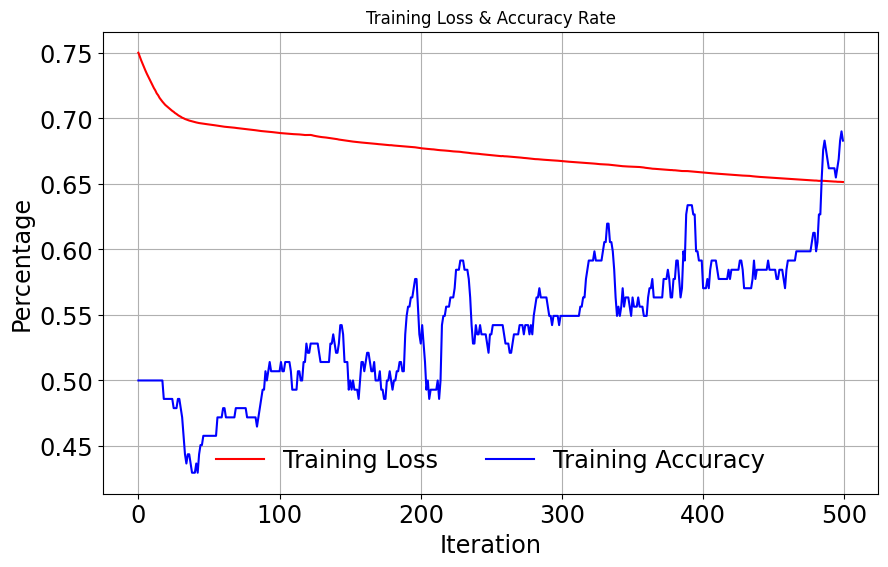 Training Loss & Accuracy Rate
0.75
0.70
0.65
0.60
0.55
0.50
0.45
Percentage
Training Loss Training Accuracy
0 100 200 300 400 500
Iteration